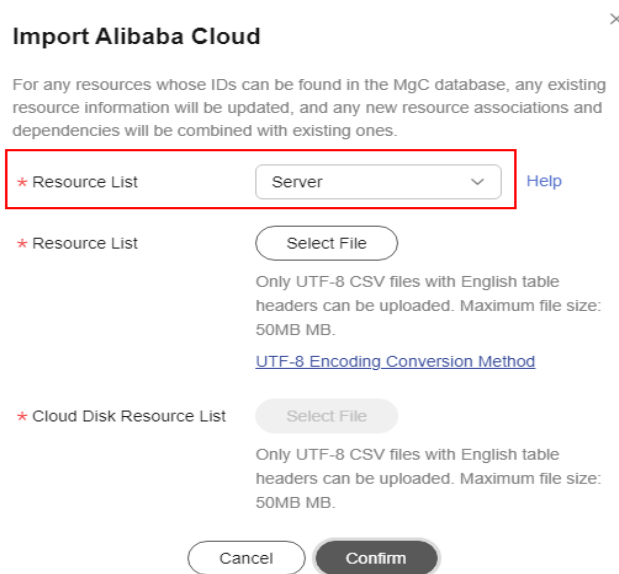 Import Alibaba Cloud
For any resources whose IDs can be found in the MgC database, any existing
resource information will be updated, and any new resource associations and
dependencies will be combined with existing ones.
* Resource List Server Help
* Resource List Select File
Only UTF-8 CSV files with English table
headers can be uploaded. Maximum file size:
50MB MB.
UTF-8 Encoding Conversion Method
* Cloud Disk Resource List Select File
Only UTF-8 CSV files with English table
headers can be uploaded. Maximum file size:
50MB MB.
Cancel Confirm